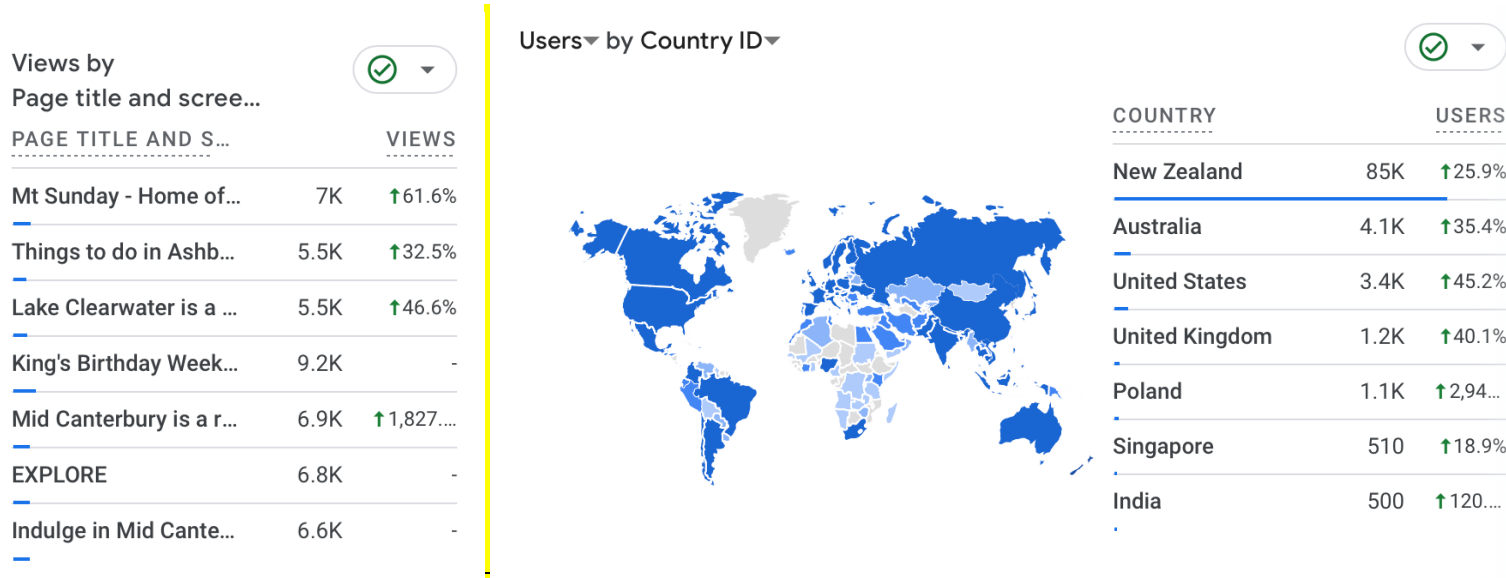 Views by
Page title and scree...
PAGE TITLE AND S... VIEWS
Mt Sunday - Home of... 7K ↑61.6%
Things to do in Ashb... 5.5K ↑32.5%
Lake Clearwater is a ... 5.5K ↑46.6%
King's Birthday Week... 9.2K -
Mid Canterbury is a r... 6.9K ↑1,827....
EXPLORE 6.8K -
Indulge in Mid Cante... 6.6K -
Users by Country ID
COUNTRY USERS
New Zealand 85K ↑25.9%
Australia 4.1K ↑35.4%
United States 3.4K ↑45.2%
United Kingdom 1.2K ↑40.1%
Poland 1.1K ↑2,94...
Singapore 510 ↑18.9%
India 500 ↑120....